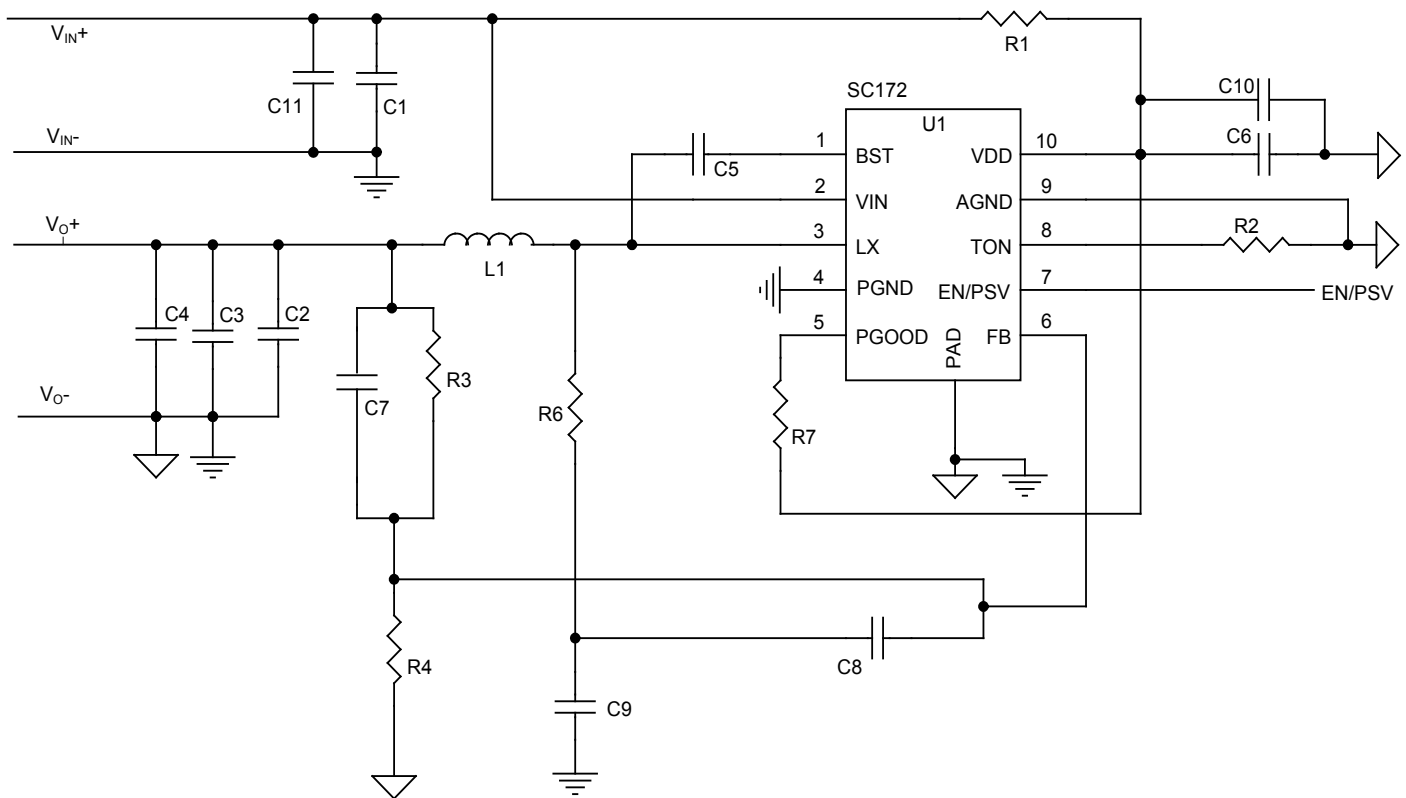 VIN+
R1
C11
C1
SC172
U1
C10
C6
VIN-
1
BST
VDD
10
C5
2
VIN
AGND
9
VO+
3
LX
TON
8
R2
L1
4
PGND
EN/PSV
7
EN/PSV
C4
C3
C2
5
PGOOD
PAD
FB
6
R3
C7
VO-
R6
R7
C8
R4
C9